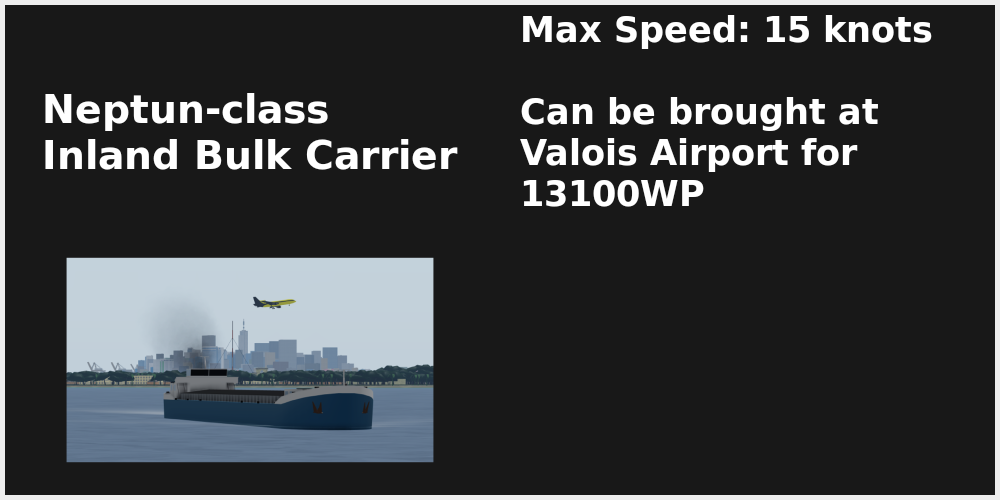 Neptun-class
Inland Bulk Carrier
Max Speed: 15 knots
Can be brought at
Valois Airport for
13100WP